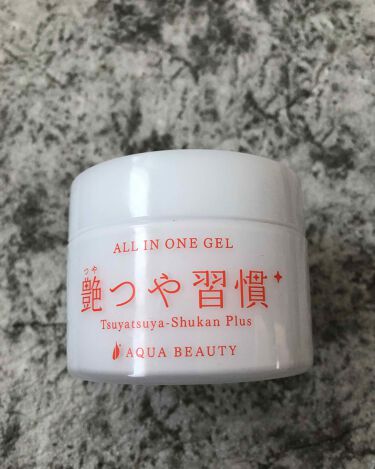 ALL IN ONE GEL
つや
艶つや習慣
Tsuyatsuya-Shukan Plus
AQUA BEAUTY